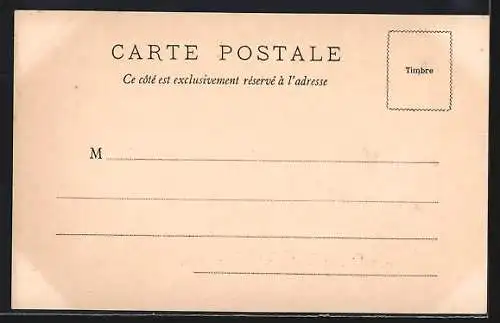 CARTE POSTALE
Ce côté est exclusivement réservé à l'adresse
Timbre
M